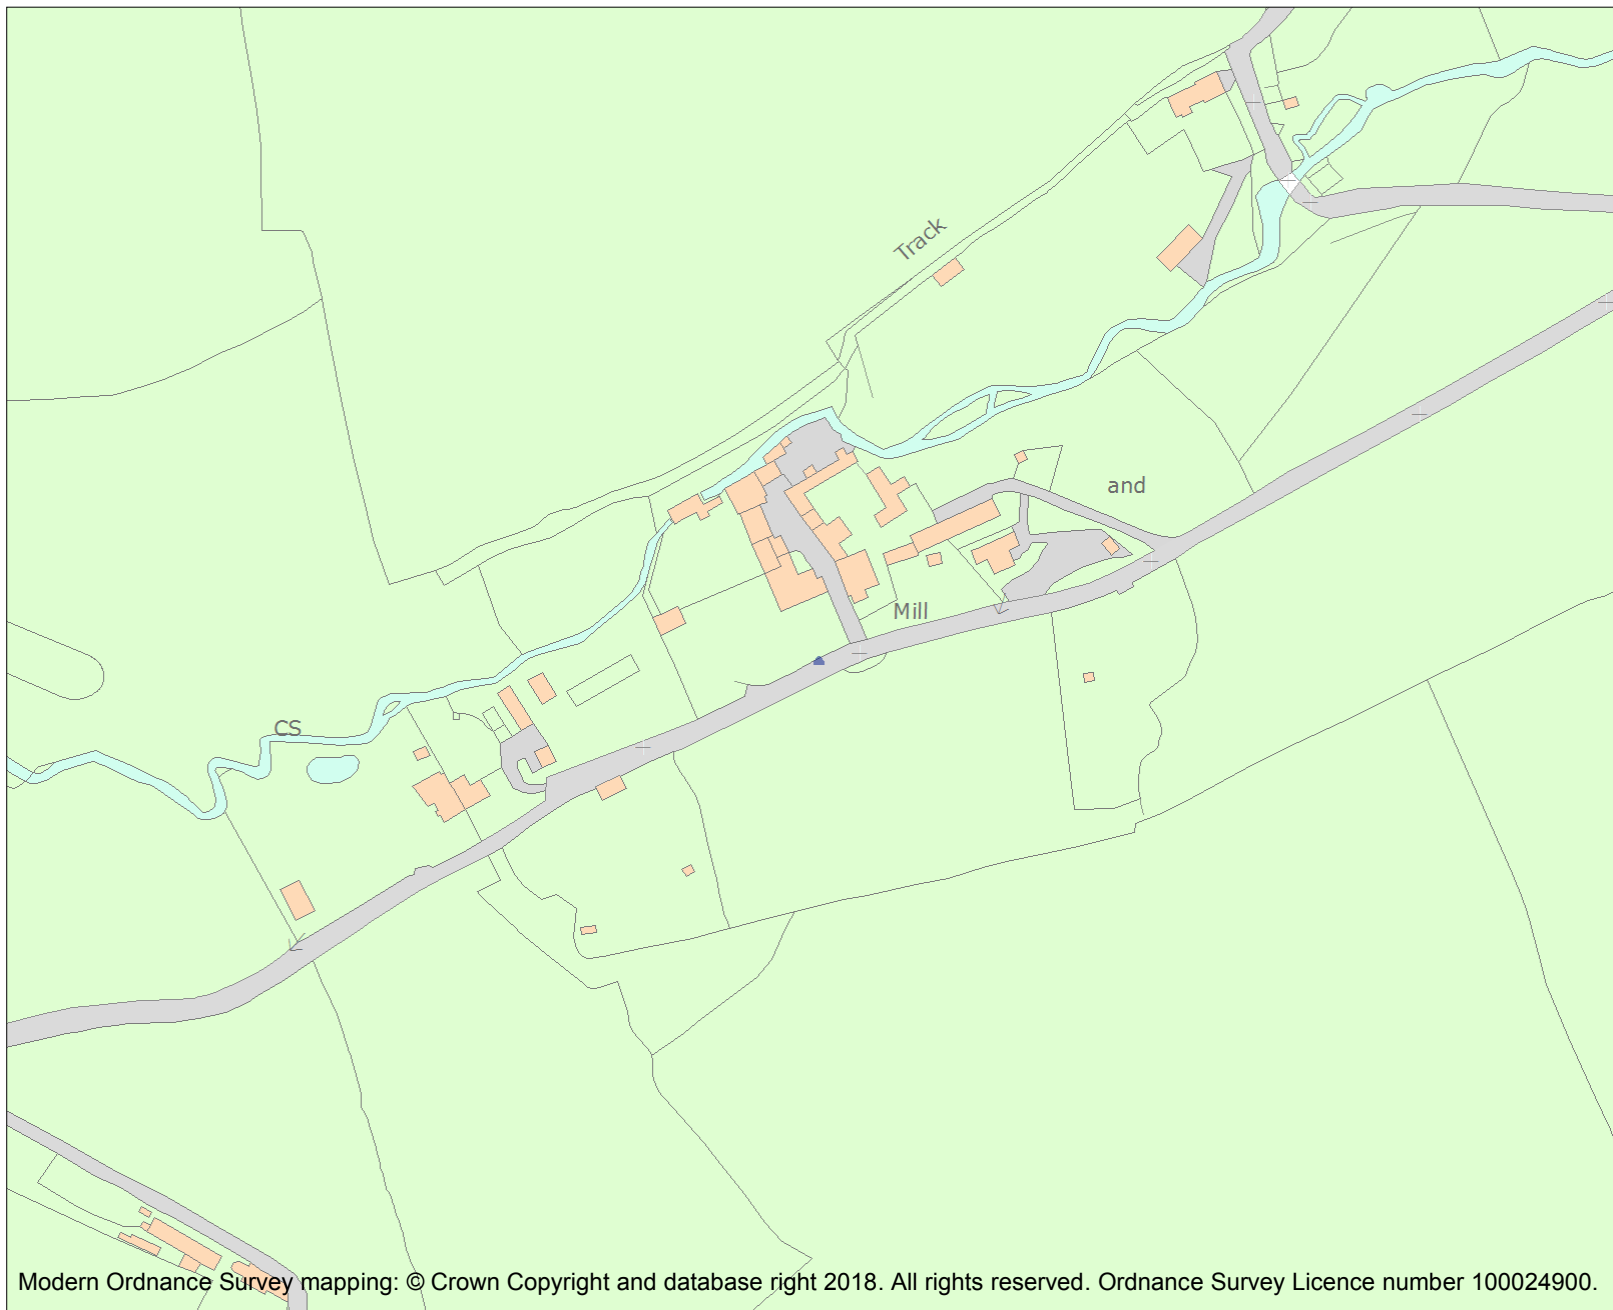 Track
and
Mill
CS
Modern Ordnance Survey mapping: © Crown Copyright and database right 2018. All rights reserved. Ordnance Survey Licence number 100024900.